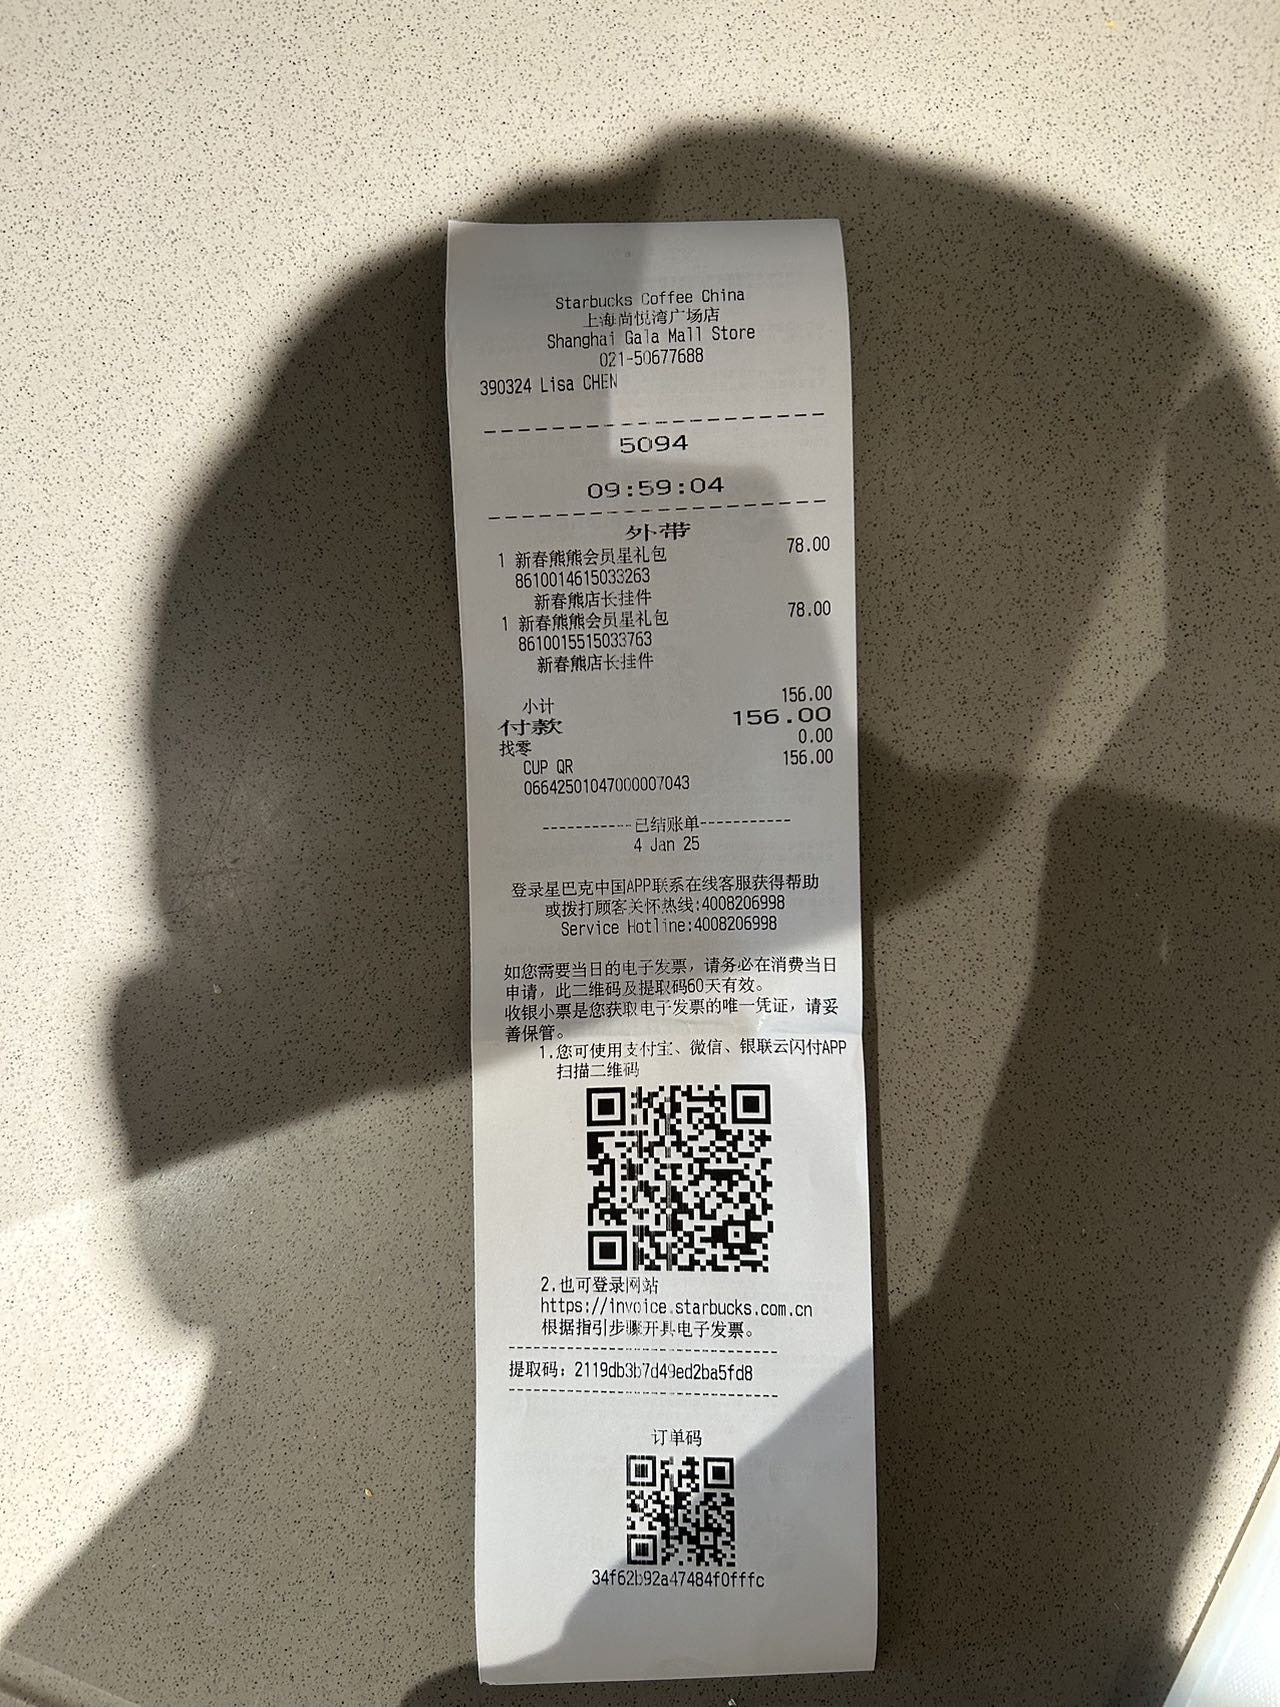 Starbucks Coffee China
上海尚悦湾广场店
Shanghai Gala Mall Store
021-50677688
390324 Lisa CHEN
5094
09:59:04
外带
1 新春熊熊会员星礼包 78.00
8610014615033263
新春熊店长挂件
1 新春熊熊会员星礼包 78.00
8610015515033763
新春熊店长挂件
小计 156.00
付款 156.00
找零 0.00
CUP QR 156.00
06642501047000007043
-----------已结账单-----------
4 Jan 25
登录星巴克中国APP联系在线客服获得帮助
或拨打顾客关怀热线:4008206998
Service Hotline:4008206998
如您需要当日的电子发票，请务必在消费当日
申请，此二维码及提取码60天有效。
收银小票是您获取电子发票的唯一凭证，请妥
善保管。
1.您可使用支付宝、微信、银联云闪付APP
扫描二维码
2.也可登录网站
https://invoice.starbucks.com.cn
根据指引步骤开具电子发票。
提取码：2119db3b7d49ed2ba5fd8
订单码
34f62b92a47484f0fffc